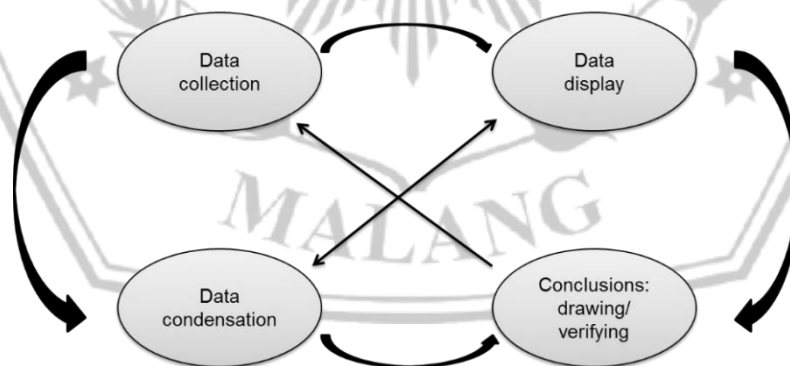 Data
collection
Data
display
MALANG
Data
condensation
Conclusions:
drawing/
verifying